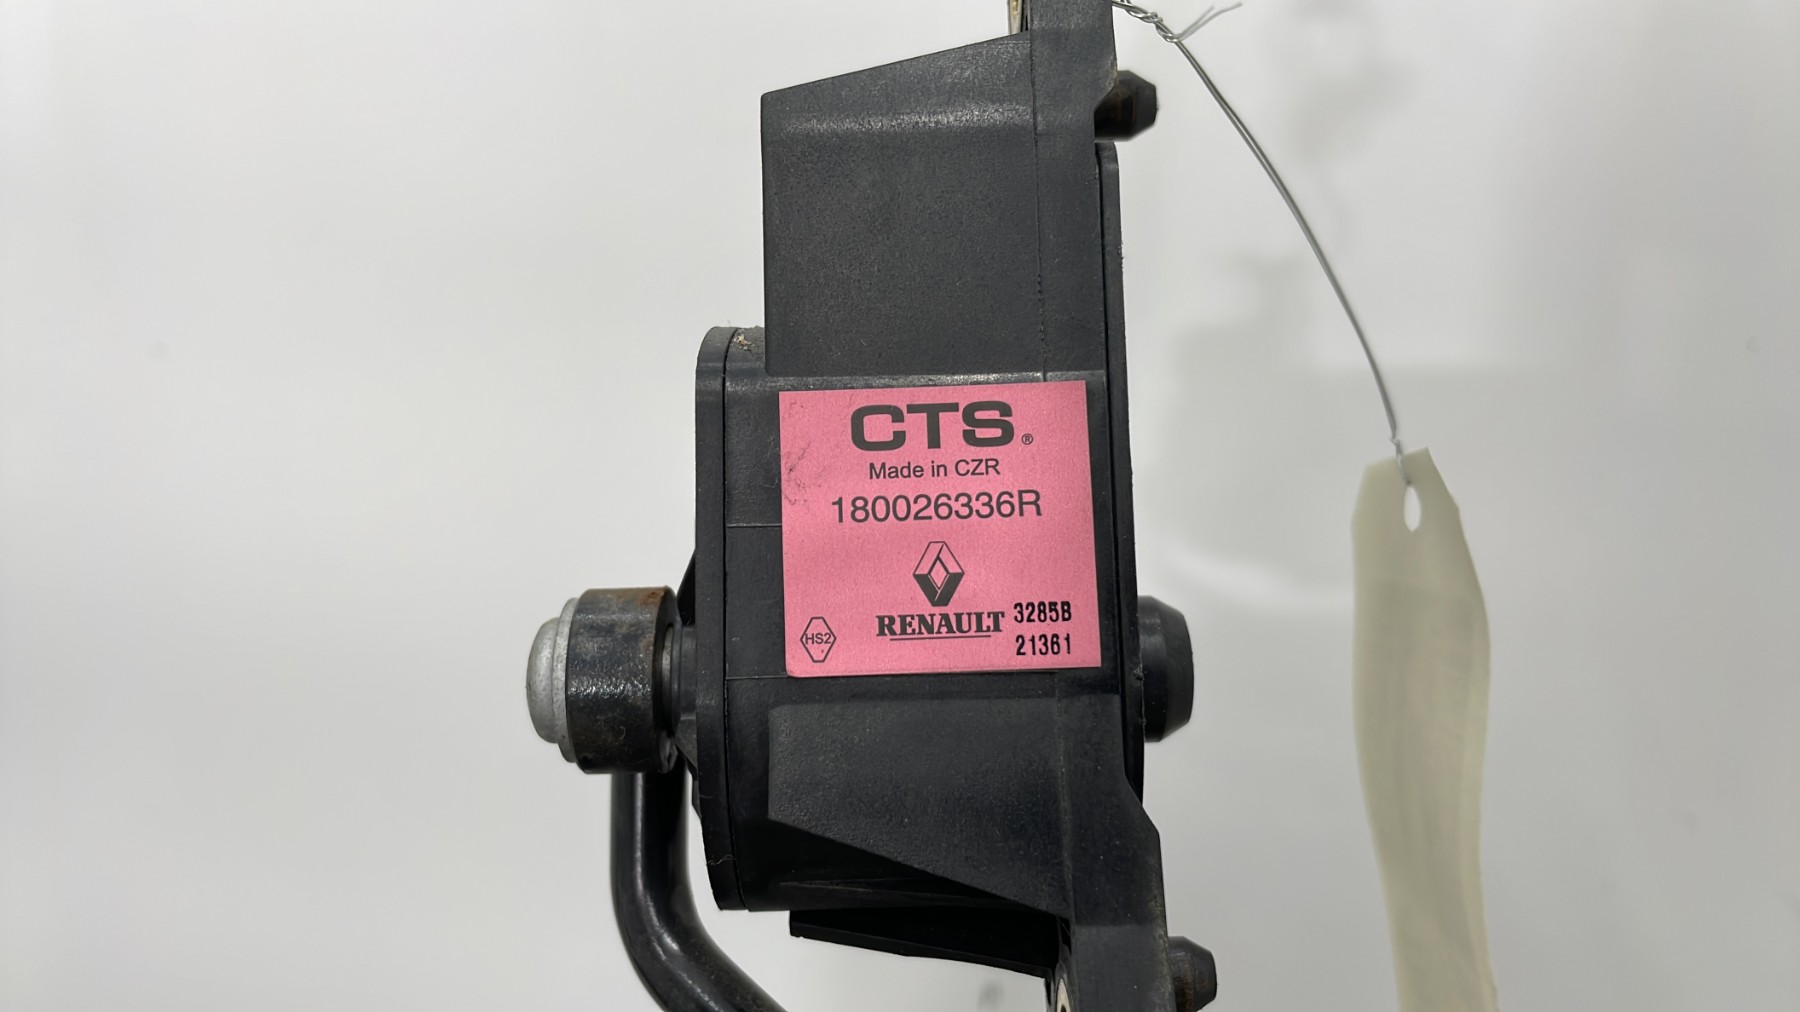 CTS®
Made in CZR
180026336R
RENAULT 3285B
HS2 21361